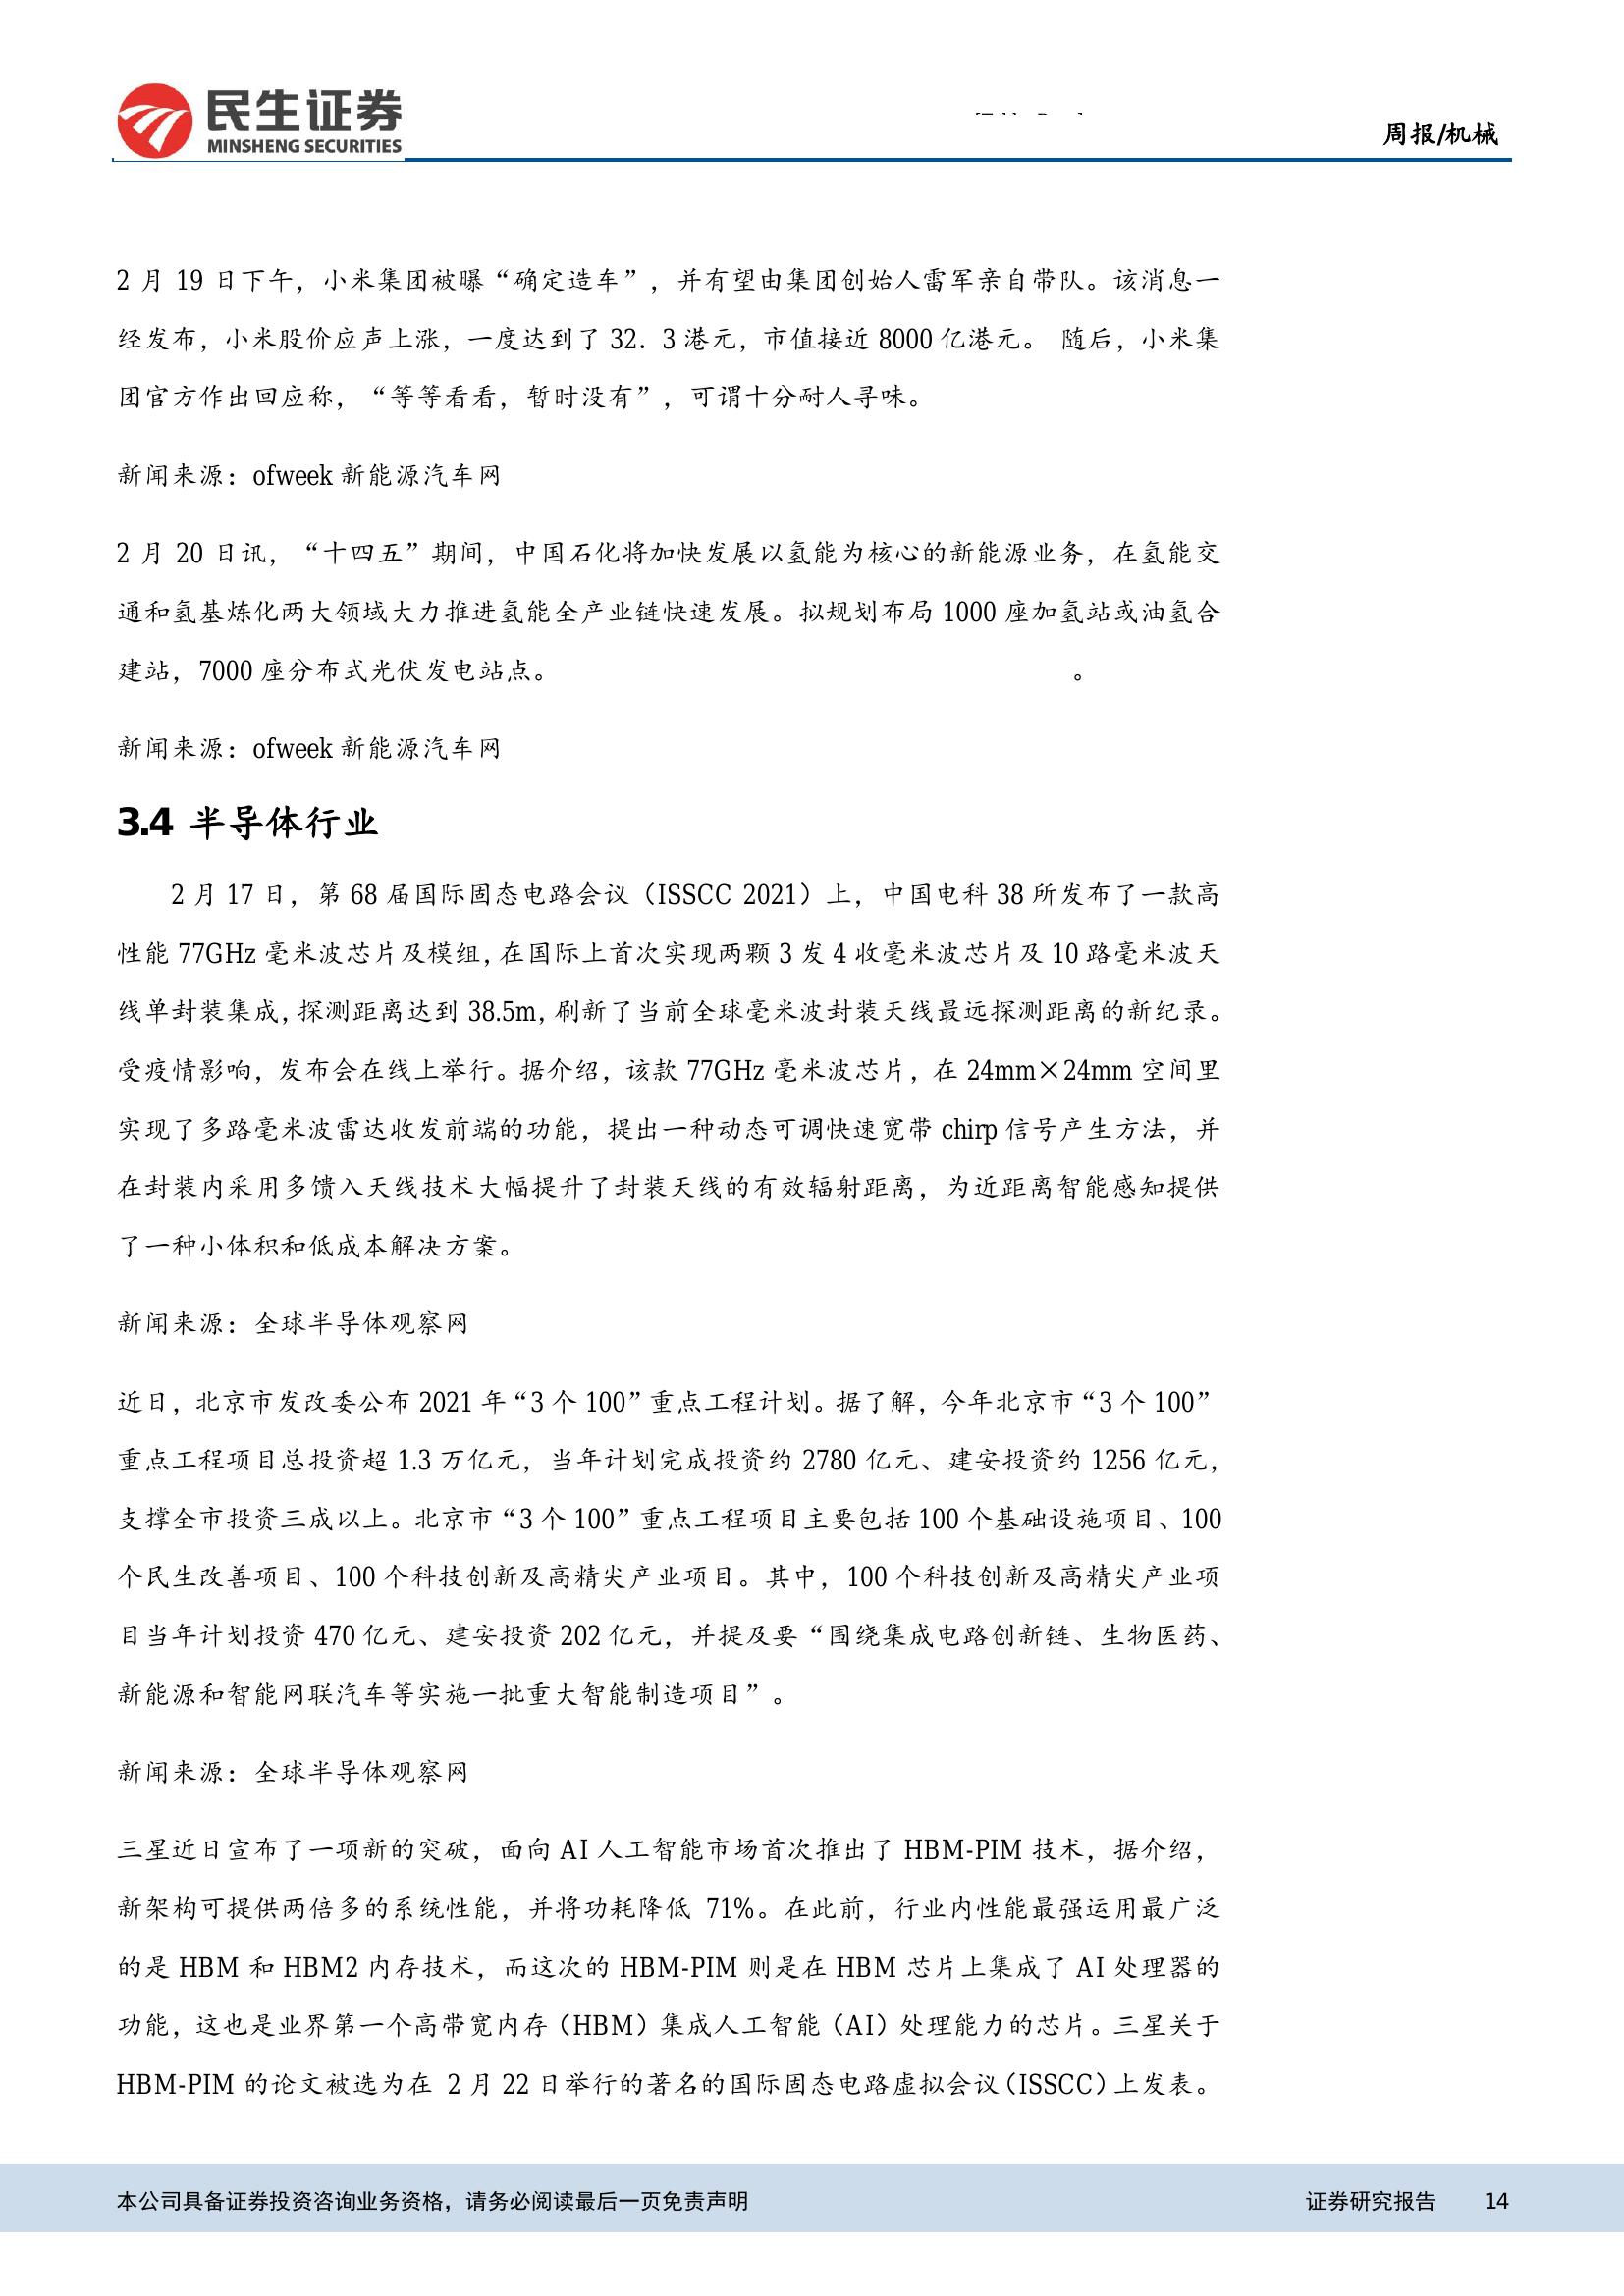 民生证券
MINSHENG SECURITIES
周报/机械
2 月 19 日下午，小米集团被曝“确定造车”，并有望由集团创始人雷军亲自带队。该消息一
经发布，小米股价应声上涨，一度达到了 32．3 港元，市值接近 8000 亿港元。 随后，小米集
团官方作出回应称，“等等看看，暂时没有”，可谓十分耐人寻味。
新闻来源：ofweek 新能源汽车网
2 月 20 日讯，“十四五”期间，中国石化将加快发展以氢能为核心的新能源业务，在氢能交
通和氢基炼化两大领域大力推进氢能全产业链快速发展。拟规划布局 1000 座加氢站或油氢合
建站，7000 座分布式光伏发电站点。 。
新闻来源：ofweek 新能源汽车网
3.4 半导体行业
2 月 17 日，第 68 届国际固态电路会议（ISSCC 2021）上，中国电科 38 所发布了一款高
性能 77GHz 毫米波芯片及模组，在国际上首次实现两颗 3 发 4 收毫米波芯片及 10 路毫米波天
线单封装集成，探测距离达到 38.5m，刷新了当前全球毫米波封装天线最远探测距离的新纪录。
受疫情影响，发布会在线上举行。据介绍，该款 77GHz 毫米波芯片，在 24mm×24mm 空间里
实现了多路毫米波雷达收发前端的功能，提出一种动态可调快速宽带 chirp 信号产生方法，并
在封装内采用多馈入天线技术大幅提升了封装天线的有效辐射距离，为近距离智能感知提供
了一种小体积和低成本解决方案。
新闻来源：全球半导体观察网
近日，北京市发改委公布 2021 年“3 个 100”重点工程计划。据了解，今年北京市“3 个 100”
重点工程项目总投资超 1.3 万亿元，当年计划完成投资约 2780 亿元、建安投资约 1256 亿元，
支撑全市投资三成以上。北京市“3 个 100”重点工程项目主要包括 100 个基础设施项目、100
个民生改善项目、100 个科技创新及高精尖产业项目。其中，100 个科技创新及高精尖产业项
目当年计划投资 470 亿元、建安投资 202 亿元，并提及要“围绕集成电路创新链、生物医药、
新能源和智能网联汽车等实施一批重大智能制造项目”。
新闻来源：全球半导体观察网
三星近日宣布了一项新的突破，面向 AI 人工智能市场首次推出了 HBM-PIM 技术，据介绍，
新架构可提供两倍多的系统性能，并将功耗降低 71%。在此前，行业内性能最强运用最广泛
的是 HBM 和 HBM2 内存技术，而这次的 HBM-PIM 则是在 HBM 芯片上集成了 AI 处理器的
功能，这也是业界第一个高带宽内存（HBM）集成人工智能（AI）处理能力的芯片。三星关于
HBM-PIM 的论文被选为在 2 月 22 日举行的著名的国际固态电路虚拟会议（ISSCC）上发表。
本公司具备证券投资咨询业务资格，请务必阅读最后一页免责声明
证券研究报告 14